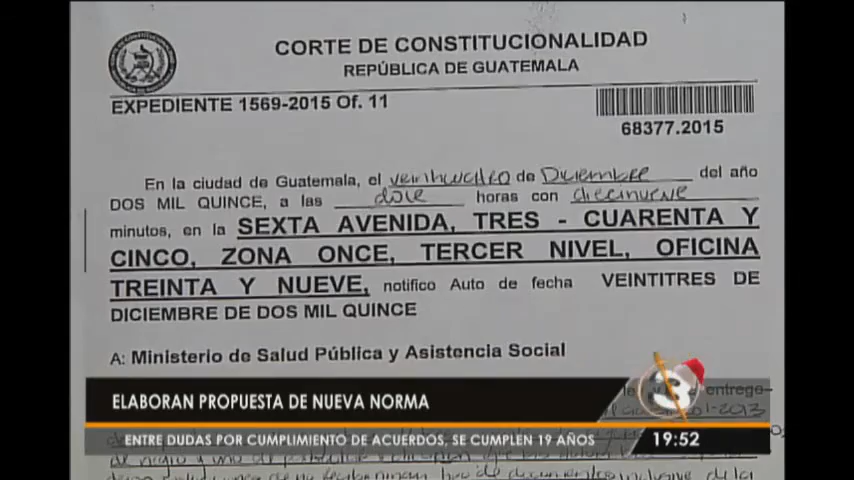 CORTE DE CONSTITUCIONALIDAD
REPÚBLICA DE GUATEMALA
EXPEDIENTE 1569-2015 Of. 11
68377.2015
En la ciudad de Guatemala, el veinticuatro de Diciembre del año
DOS MIL QUINCE, a las doce horas con diecinueve
minutos, en la SEXTA AVENIDA, TRES - CUARENTA Y
CINCO, ZONA ONCE, TERCER NIVEL, OFICINA
TREINTA Y NUEVE, notifico Auto de fecha VEINTITRES DE
DICIEMBRE DE DOS MIL QUINCE
A: Ministerio de Salud Pública y Asistencia Social
entrego
ELABORAN PROPUESTA DE NUEVA NORMA
3
ENTRE DUDAS POR CUMPLIMIENTO DE ACUERDOS, SE CUMPLEN 19 AÑOS
19:52